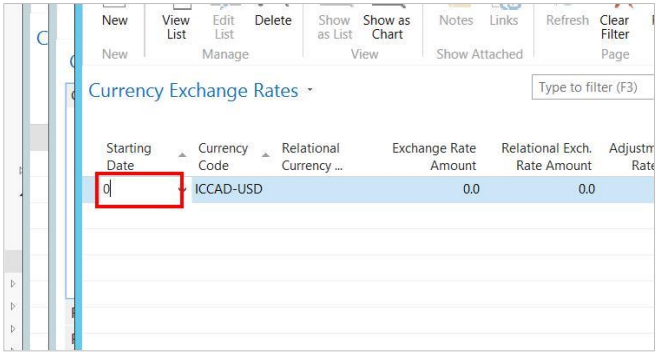 New View Edit Delete Show Show as Notes Links Refresh Clear
List List as List Chart Filter
New Manage View Show Attached Page
Currency Exchange Rates
Type to filter (F3)
Starting Currency Relational Exchange Rate Relational Exch. Adjustm
Date Code Currency ... Amount Rate Amount Rate
0 ICCAD-USD 0.0 0.0